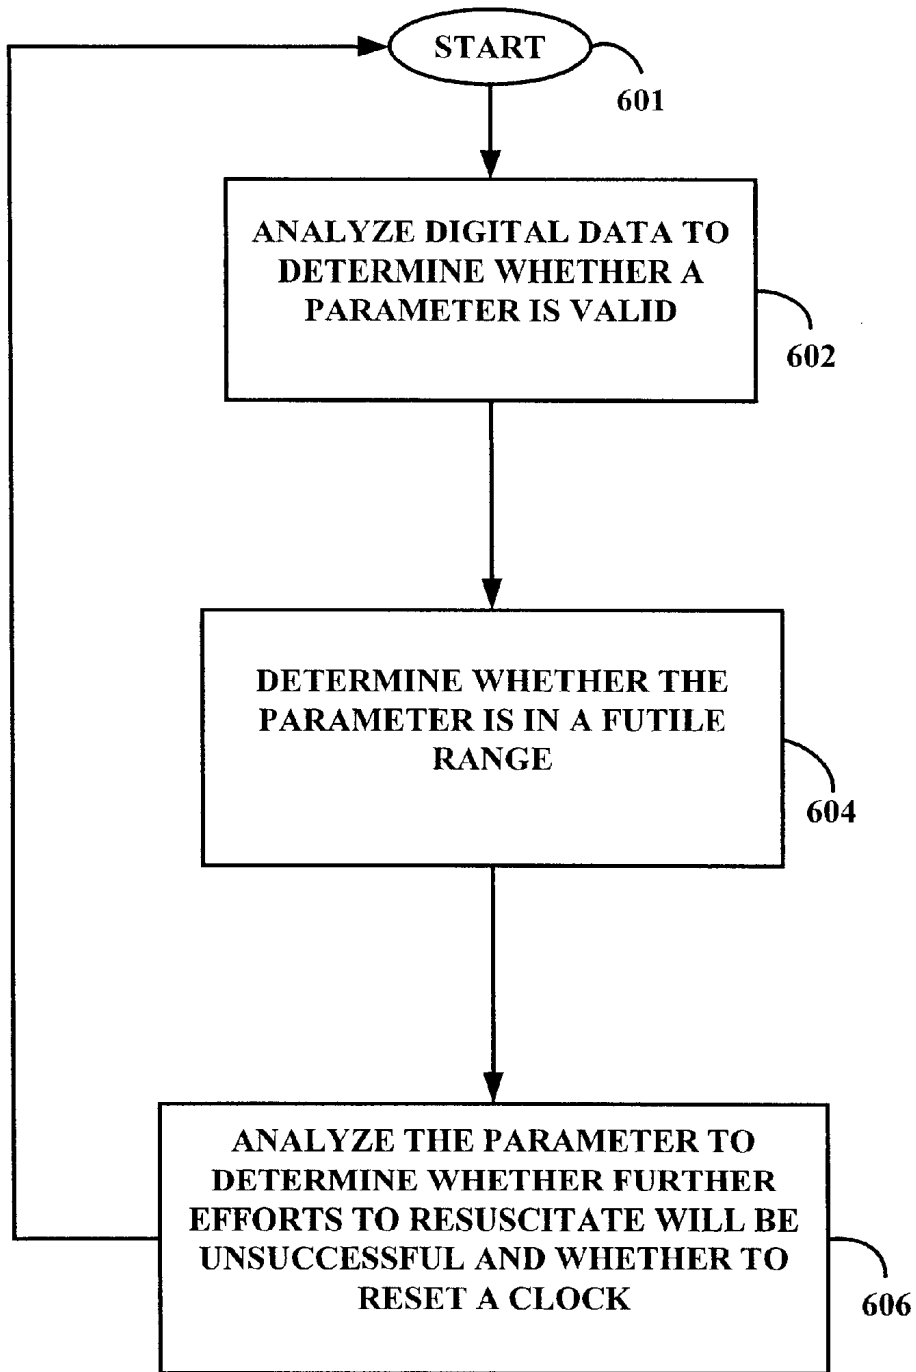 START
601
ANALYZE DIGITAL DATA TO
DETERMINE WHETHER A
PARAMETER IS VALID
602
DETERMINE WHETHER THE
PARAMETER IS IN A FUTILE
RANGE
604
ANALYZE THE PARAMETER TO
DETERMINE WHETHER FURTHER
EFFORTS TO RESUSCITATE WILL BE
UNSUCCESSFUL AND WHETHER TO
RESET A CLOCK
606